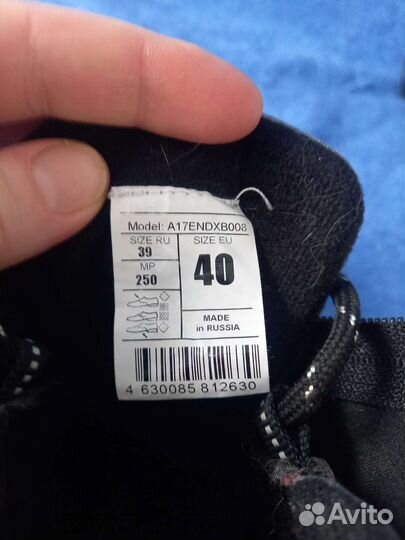 Model: A17ENDXB008
SIZE RU
39
MP
250
SIZE EU
40
MADE
in RUSSIA
4 630085 812630
Avito